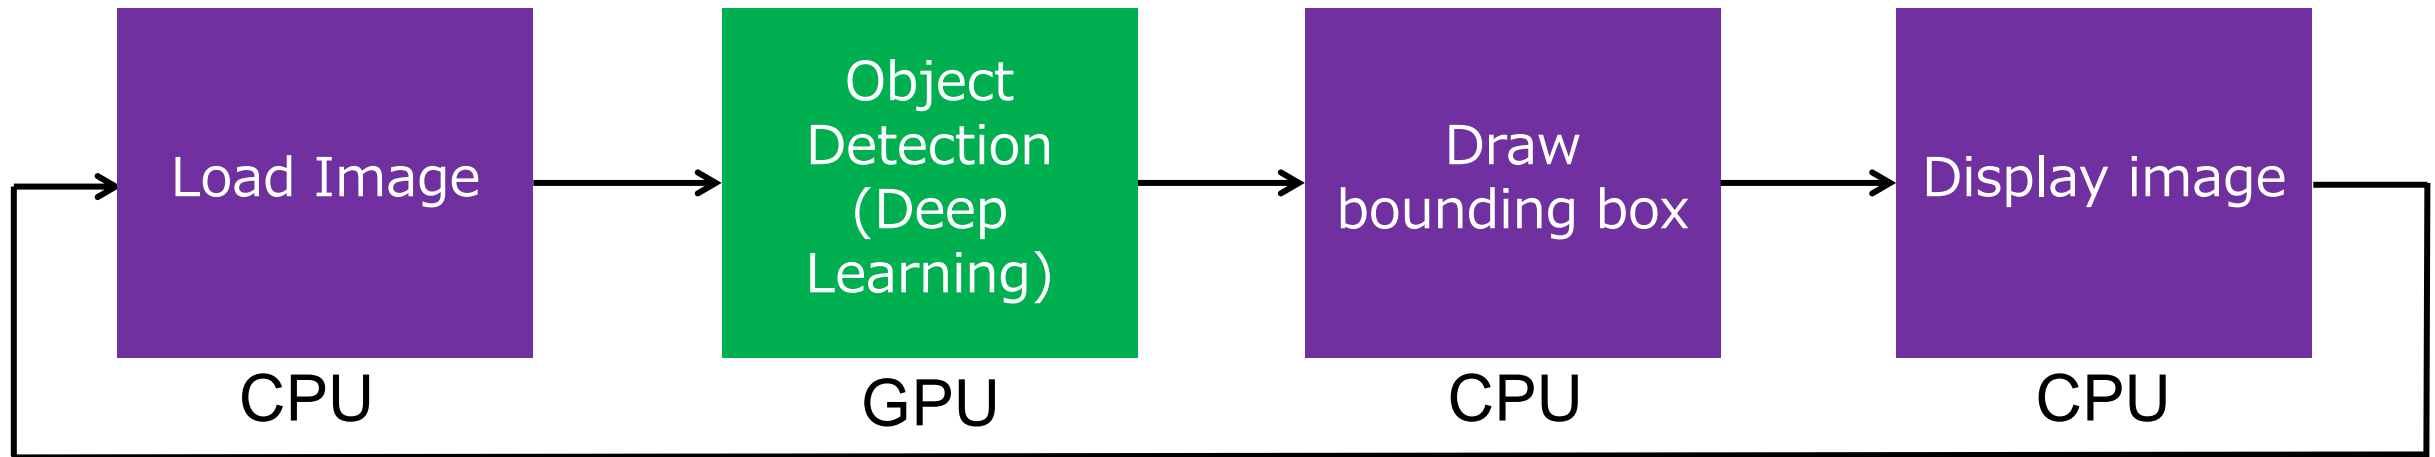 Load Image
Object
Detection
(Deep
Learning)
Draw
bounding box
Display image
CPU
GPU
CPU
CPU